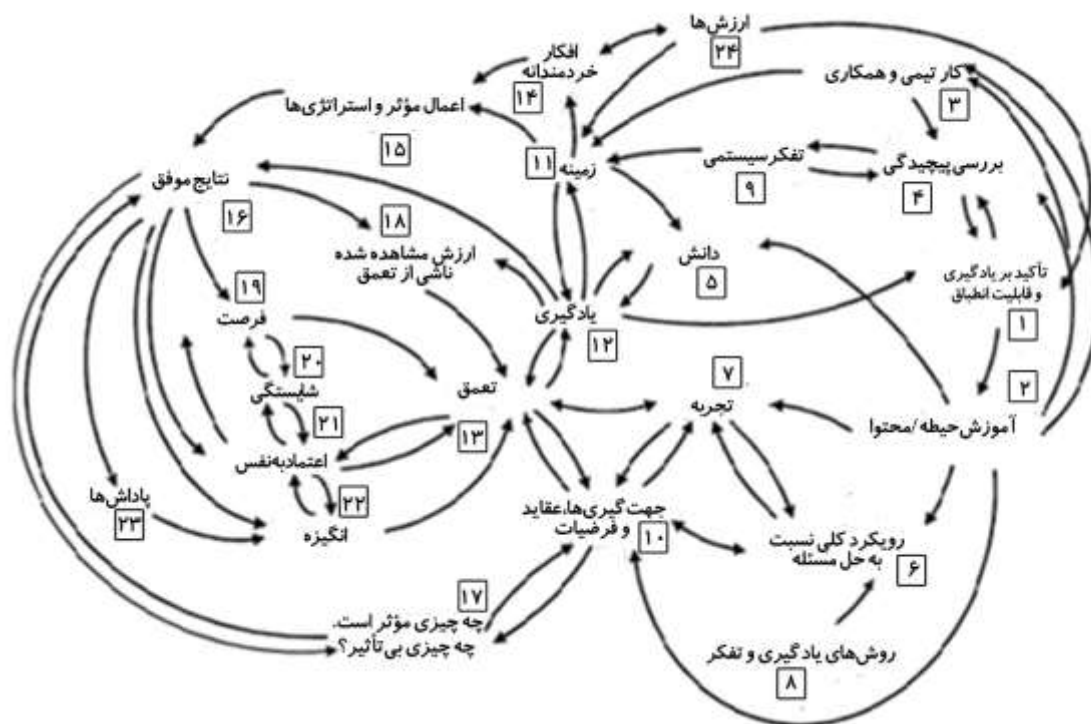 ارزش‌ها
۲۴
افکار
خردمندانه
۱۴
کار تیمی و همکاری
۳
اعمال مؤثر و استراتژی‌ها
۱۵
زمینه
۱۱
تفکر سیستمی
۹
بررسی پیچیدگی
۴
نتایج موفق
۱۶
۱۸
ارزش مشاهده شده
ناشی از تعمق
دانش
۵
تأکید بر یادگیری
و قابلیت انطباق
۱
۱۹
فرصت
یادگیری
۱۲
۲۰
شایستگی
تعمق
۱۳
۷
تجربه
۲
آموزش حیطه/محتوا
۲۱
اعتماد به نفس
پاداش‌ها
۲۳
۲۲
انگیزه
جهت گیری‌ها، عقاید
و فرضیات
۱۰
رویکرد کلی نسبت
به حل مسئله
۶
۱۷
چه چیزی مؤثر است.
چه چیزی بی‌تأثیر؟
روش‌های یادگیری و تفکر
۸